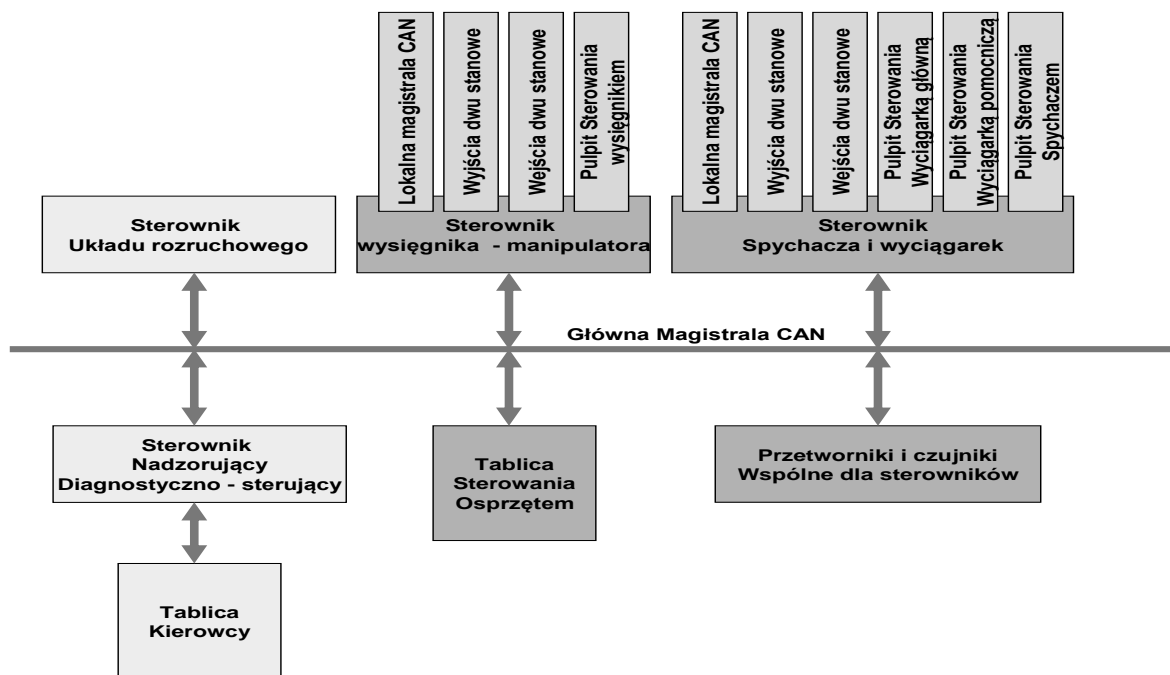 Lokalna magistrala CAN
Wyjścia dwu stanowe
Wejścia dwu stanowe
Pulpit Sterowania
wysięgnikiem
Lokalna magistrala CAN
Wyjścia dwu stanowe
Wejścia dwu stanowe
Pulpit Sterowania
Wyciągarką główną
Pulpit Sterowania
Wyciągarką pomocniczą
Pulpit Sterowania
Spychaczem
Sterownik
Układu rozruchowego
Sterownik
wysięgnika - manipulatora
Sterownik
Spychacza i wyciągarek
Główna Magistrala CAN
Sterownik
Nadzorujący
Diagnostyczno - sterujący
Tablica
Sterowania
Osprzętem
Przetworniki i czujniki
Wspólne dla sterowników
Tablica
Kierowcy